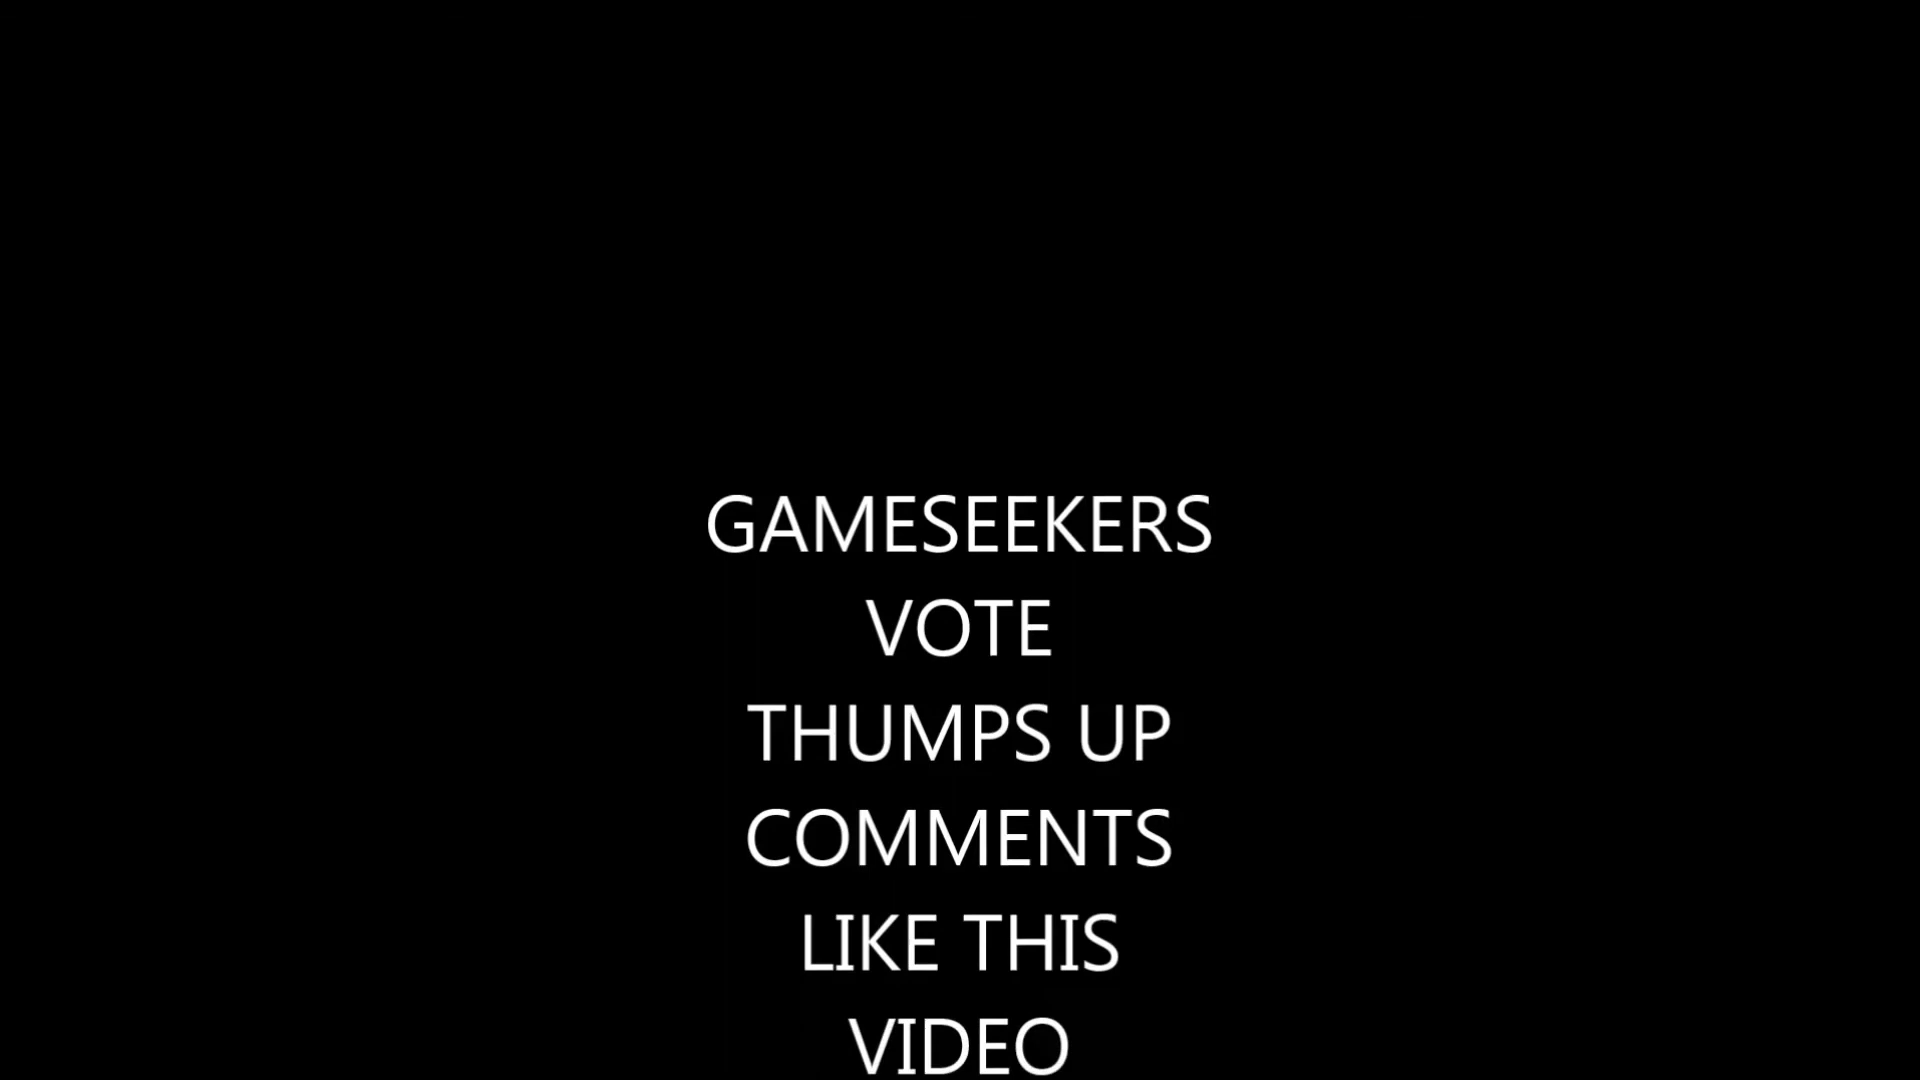 GAMESEEKERS
VOTE
THUMPS UP
COMMENTS
LIKE THIS
VIDEO